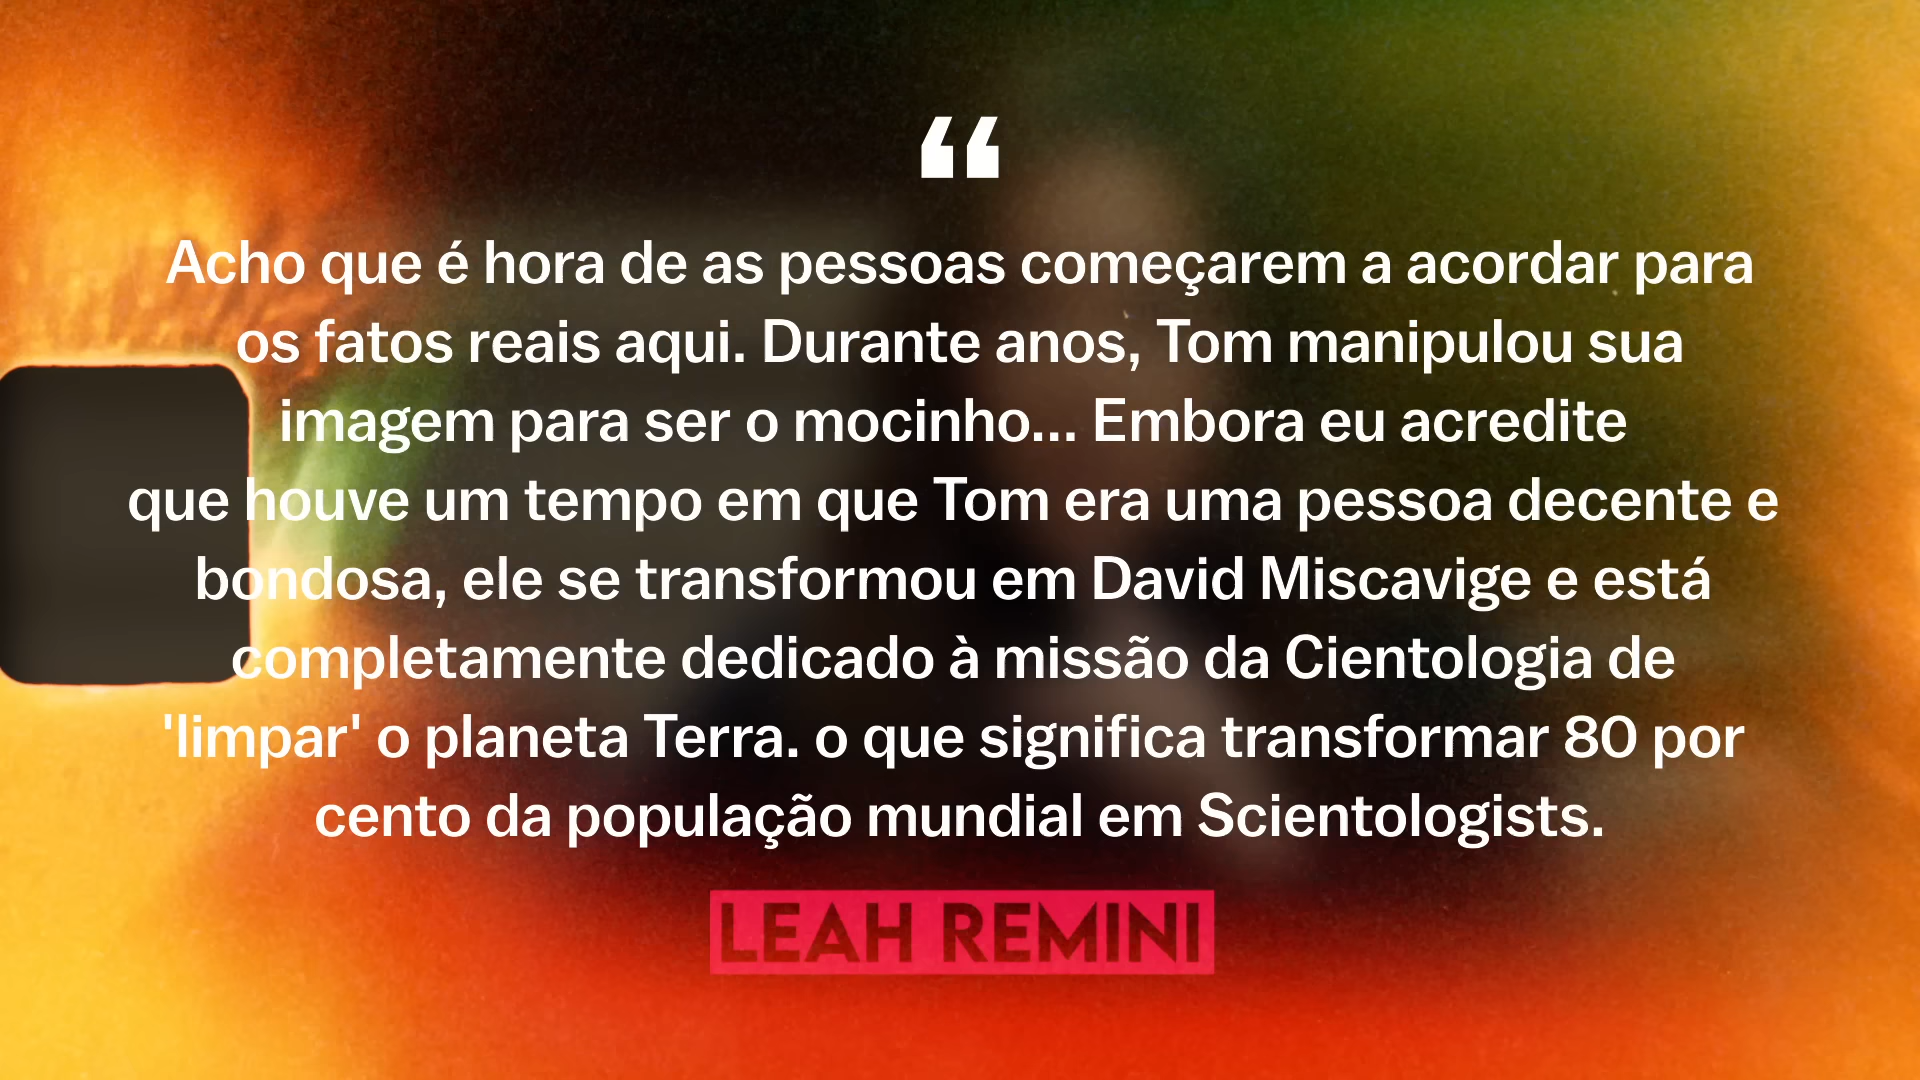 “
Acho que é hora de as pessoas começarem a acordar para
os fatos reais aqui. Durante anos, Tom manipulou sua
imagem para ser o mocinho... Embora eu acredite
que houve um tempo em que Tom era uma pessoa decente e
bondosa, ele se transformou em David Miscavige e está
completamente dedicado à missão da Cientologia de
'limpar' o planeta Terra. o que significa transformar 80 por
cento da população mundial em Scientologists.
LEAH REMINI